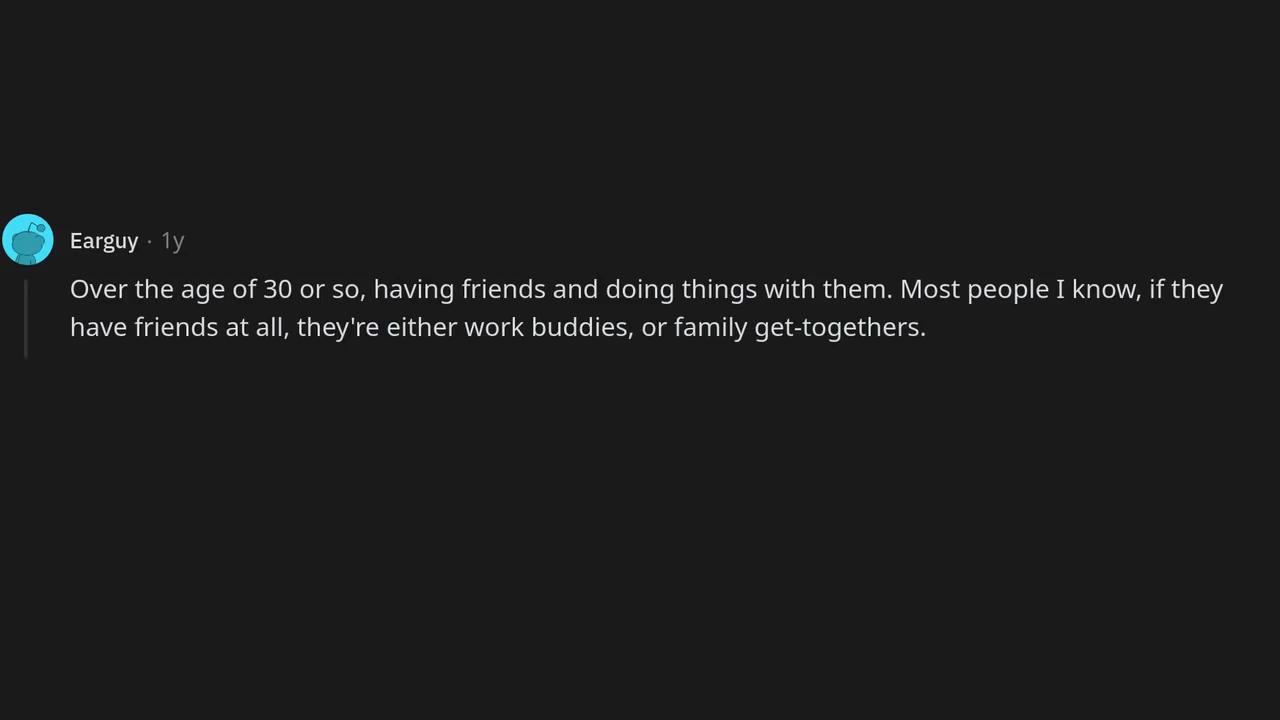 Earguy · 1y
Over the age of 30 or so, having friends and doing things with them. Most people I know, if they
have friends at all, they're either work buddies, or family get-togethers.